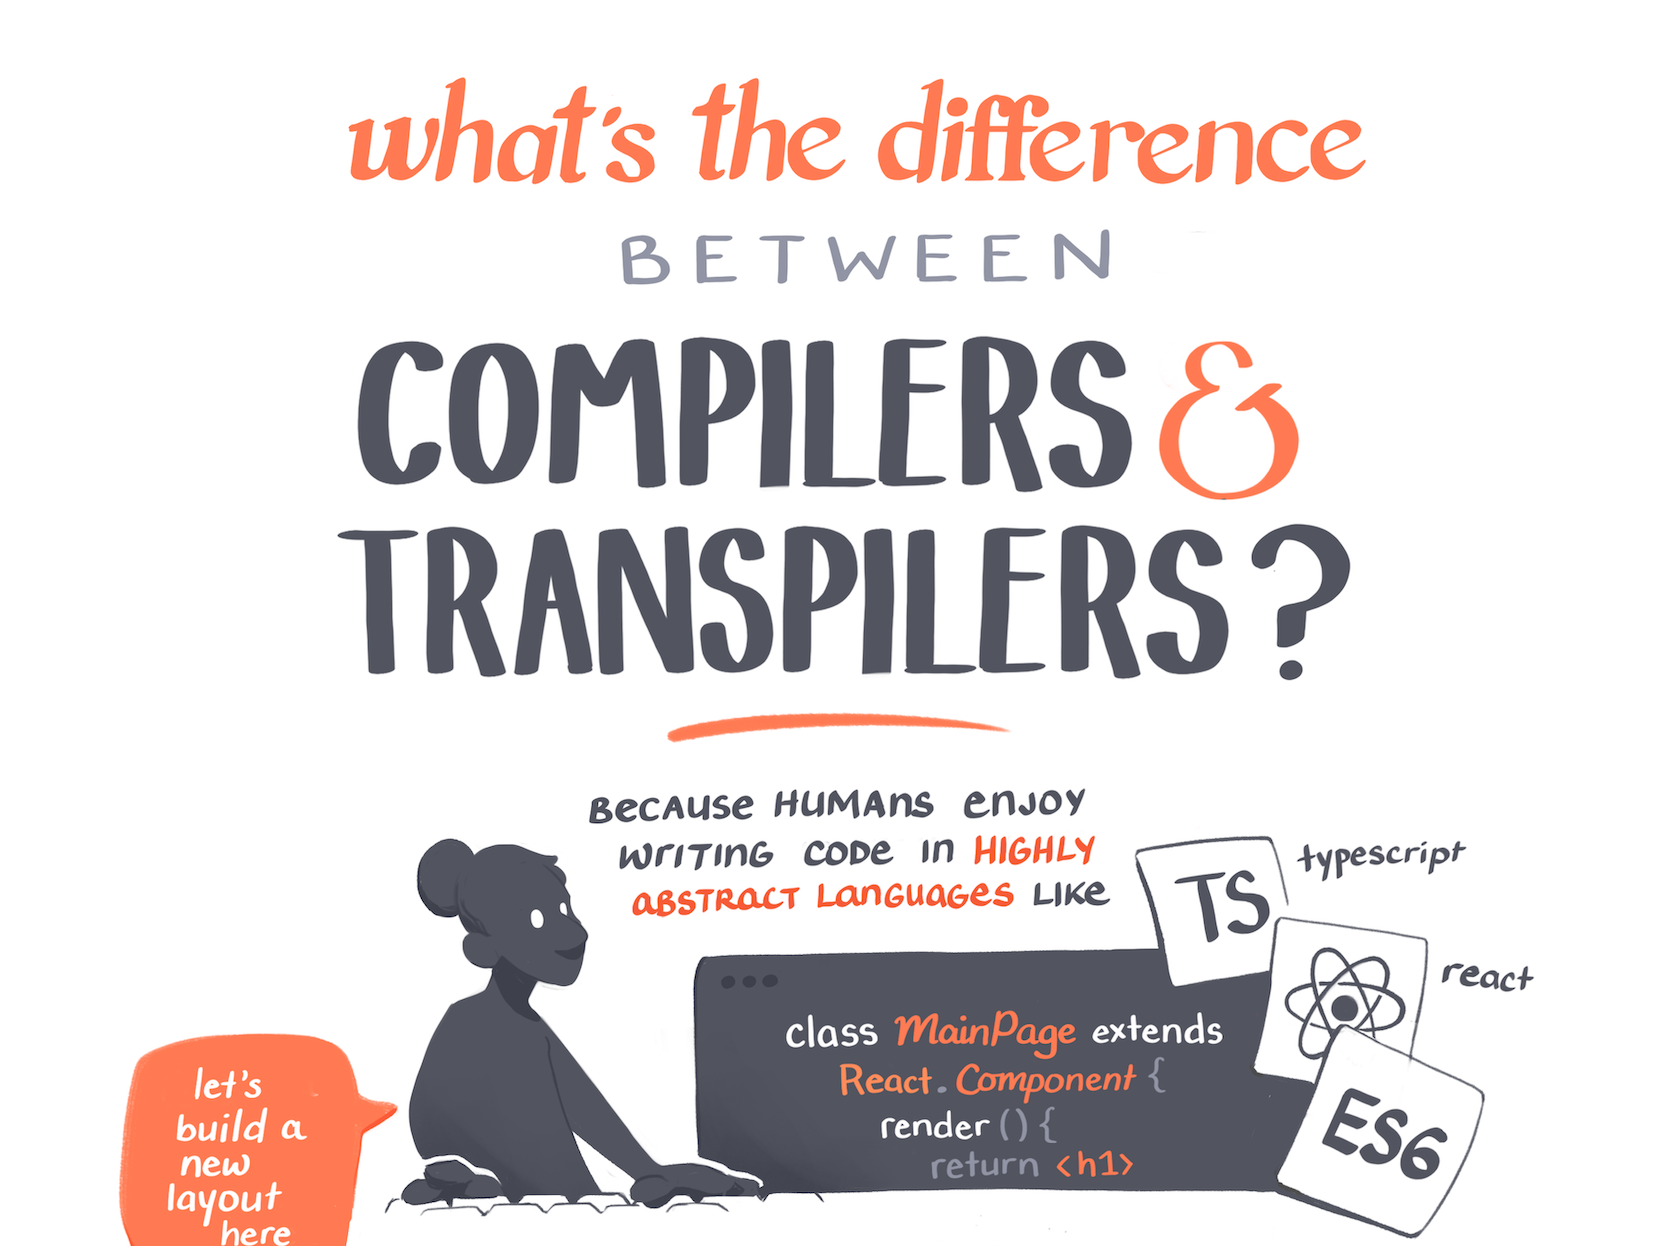 what's the difference
BETWEEN
COMPILERS &
TRANSPILERS?
BECAUSE HUMANS ENJOY
WRITING CODE IN HIGHLY
ABSTRACT LANGUAGES LIKE
TS
typescript
react
ES6
class MainPage extends
React.Component {
render () {
return <h1>
let's
build a
new
layout
here